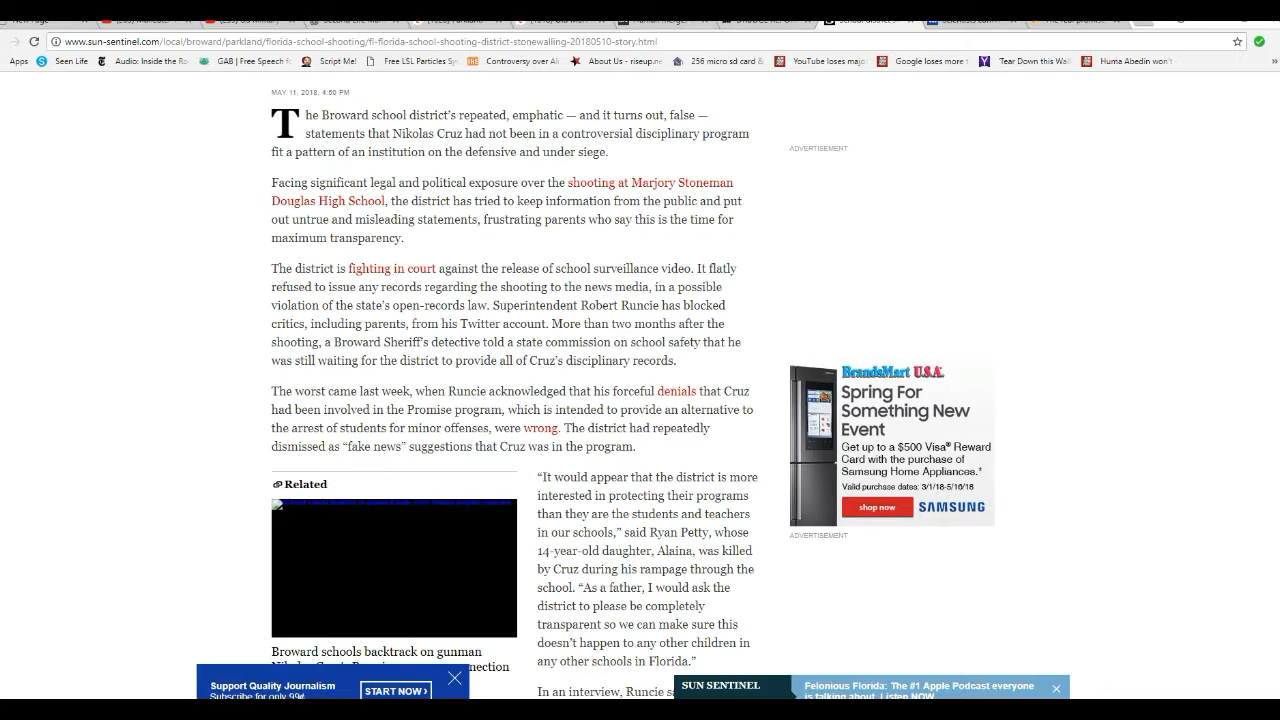 www.sun-sentinel.com/local/broward/parkland/florida-school-shooting/fl-florida-school-shooting-district-stonewalling-20180510-story.html
Apps Seen Life Audio: Inside the Ro GAB | Free Speech f Script Me! Free LSL Particles Sy Controversy over Ali About Us - riseup.ne 256 micro sd card & YouTube loses majo Google loses more t Tear Down this Wall Huma Abedin won't
MAY 11, 2018, 4:50 PM
The Broward school district's repeated, emphatic — and it turns out, false —
statements that Nikolas Cruz had not been in a controversial disciplinary program
fit a pattern of an institution on the defensive and under siege.
ADVERTISEMENT
Facing significant legal and political exposure over the shooting at Marjory Stoneman
Douglas High School, the district has tried to keep information from the public and put
out untrue and misleading statements, frustrating parents who say this is the time for
maximum transparency.
The district is fighting in court against the release of school surveillance video. It flatly
refused to issue any records regarding the shooting to the news media, in a possible
violation of the state's open-records law. Superintendent Robert Runcie has blocked
critics, including parents, from his Twitter account. More than two months after the
shooting, a Broward Sheriff's detective told a state commission on school safety that he
was still waiting for the district to provide all of Cruz's disciplinary records.
The worst came last week, when Runcie acknowledged that his forceful denials that Cruz
had been involved in the Promise program, which is intended to provide an alternative to
the arrest of students for minor offenses, were wrong. The district had repeatedly
dismissed as "fake news" suggestions that Cruz was in the program.
BrandsMart U.S.A.
Spring For
Something New
Event
Get up to a $500 Visa® Reward
Card with the purchase of
Samsung Home Appliances.+
Valid purchase dates: 3/1/18-5/16/18
shop now SAMSUNG
ADVERTISEMENT
Related
Broward schools backtrack on gunman
"It would appear that the district is more
interested in protecting their programs
than they are the students and teachers
in our schools," said Ryan Petty, whose
14-year-old daughter, Alaina, was killed
by Cruz during his rampage through the
school. "As a father, I would ask the
district to please be completely
transparent so we can make sure this
doesn't happen to any other children in
any other schools in Florida."
In an interview, Runcie s
Support Quality Journalism
Subscribe for only 99¢
START NOW ›
SUN SENTINEL
Felonious Florida: The #1 Apple Podcast everyone
is talking about. Listen NOW